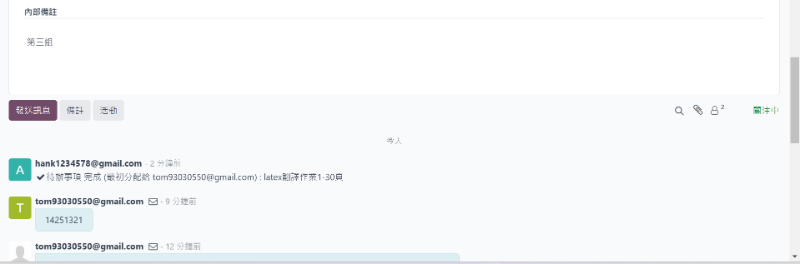 內部備註
第三組
發送訊息 備註 活動 2 關注中
今天
hank1234578@gmail.com - 2 分鐘前
待辦事項 完成 (最初分配給 tom93030550@gmail.com) : latex翻譯作業1-30頁
tom93030550@gmail.com - 9 分鐘前
14251321
tom93030550@gmail.com - 12 分鐘前
A
T